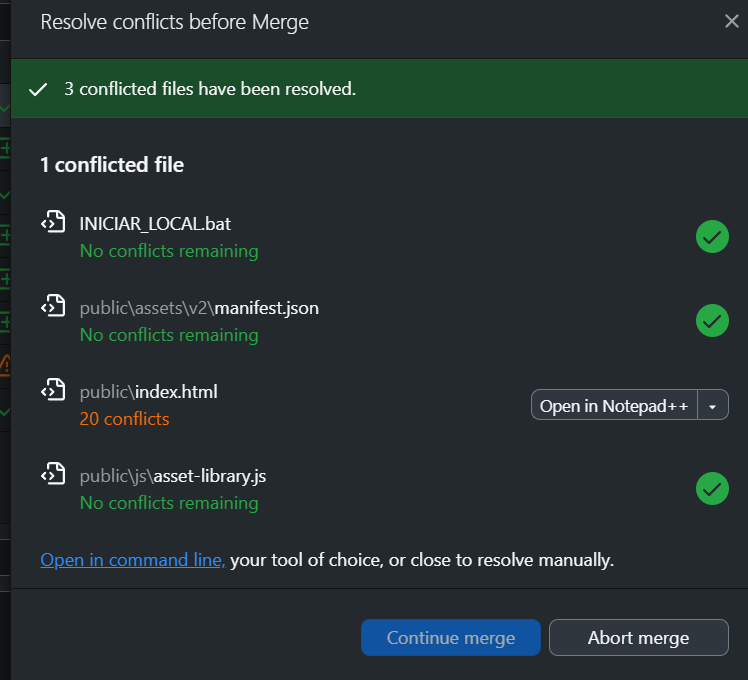 Resolve conflicts before Merge
3 conflicted files have been resolved.
1 conflicted file
INICIAR_LOCAL.bat
No conflicts remaining
public\assets\v2\manifest.json
No conflicts remaining
public\index.html
20 conflicts
Open in Notepad++
public\js\asset-library.js
No conflicts remaining
Open in command line, your tool of choice, or close to resolve manually.
Continue merge
Abort merge